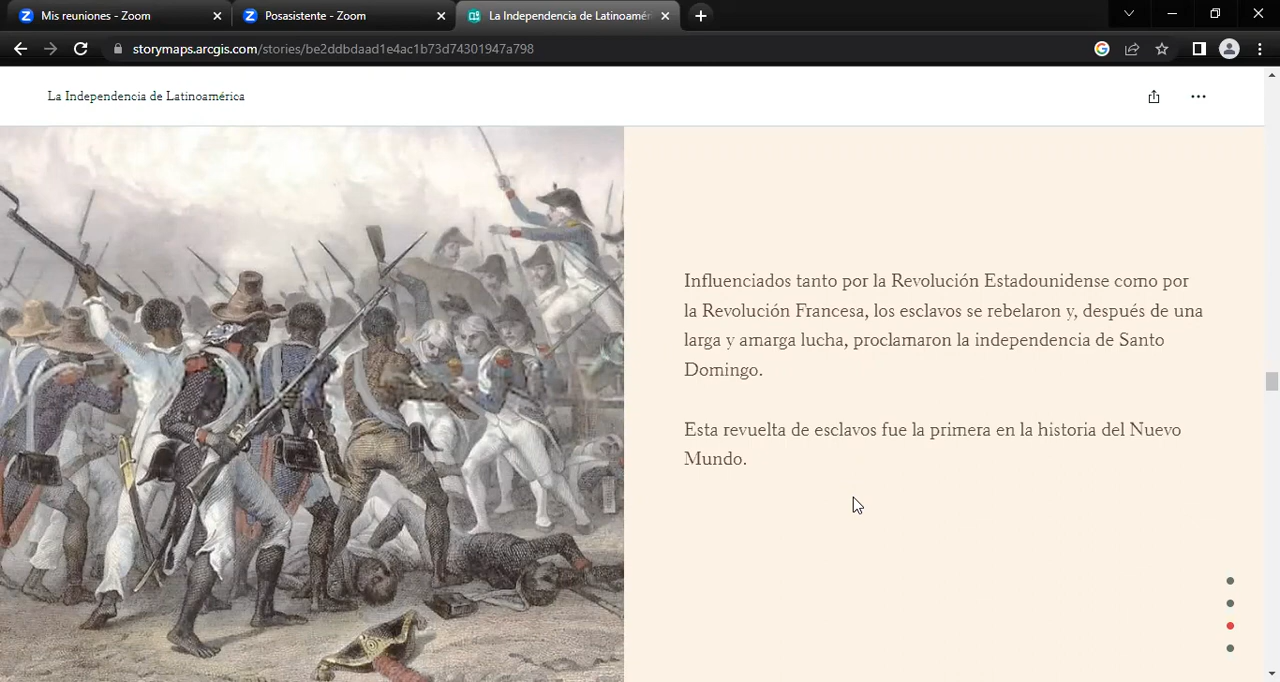 Mis reuniones - Zoom
Posasistente - Zoom
La Independencia de Latinoamér
storymaps.arcgis.com/stories/be2ddbdaad1e4ac1b73d74301947a798
La Independencia de Latinoamérica
Influenciados tanto por la Revolución Estadounidense como por
la Revolución Francesa, los esclavos se rebelaron y, después de una
larga y amarga lucha, proclamaron la independencia de Santo
Domingo.
Esta revuelta de esclavos fue la primera en la historia del Nuevo
Mundo.